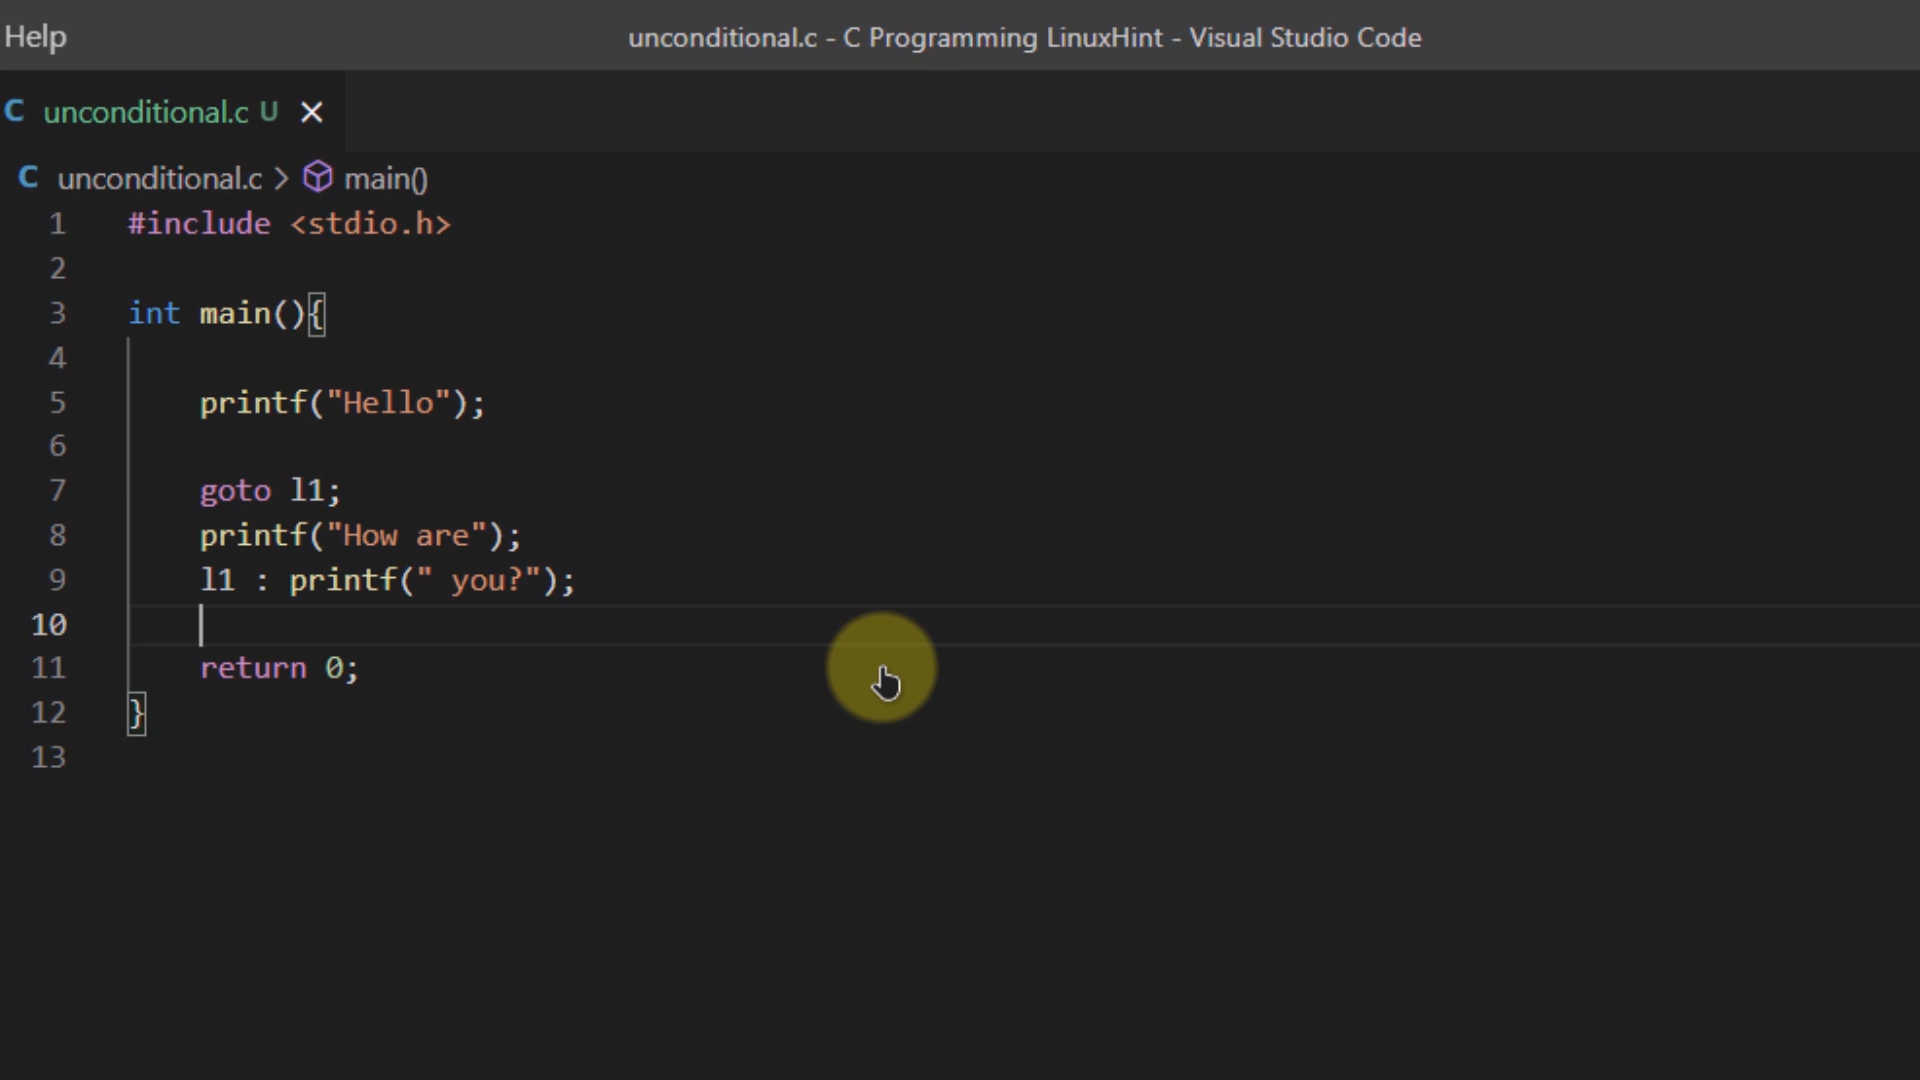 Help
unconditional.c - C Programming LinuxHint - Visual Studio Code
C unconditional.c U
C unconditional.c > main()
1 #include <stdio.h>
2
3 int main(){
4
5 printf("Hello");
6
7 goto l1;
8 printf("How are");
9 l1 : printf(" you?");
10
11 return 0;
12 }
13